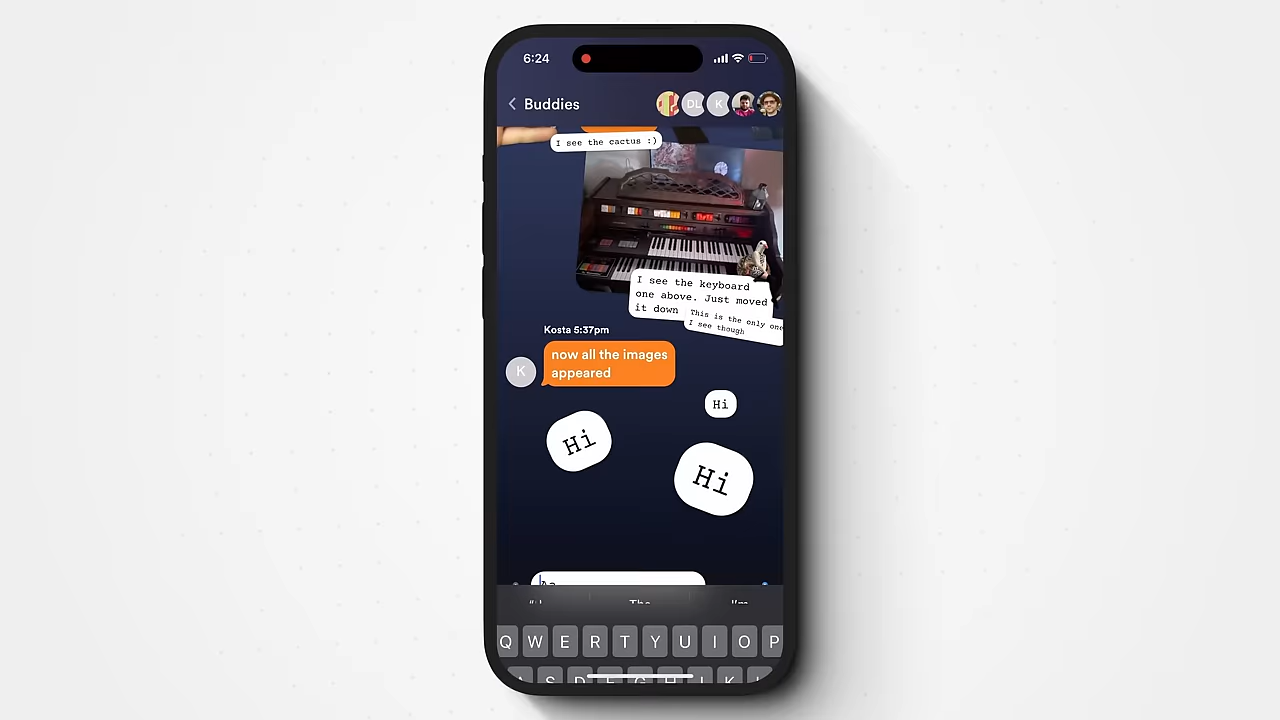 6:24
Buddies
DL
K
I see the cactus :)
I see the keyboard
one above. Just moved
it down
This is the only one
I see though
Kosta 5:37pm
K
now all the images
appeared
Hi
Hi
Hi
The
I'm
Q W E R T Y U I O P
A S D F G H J K L